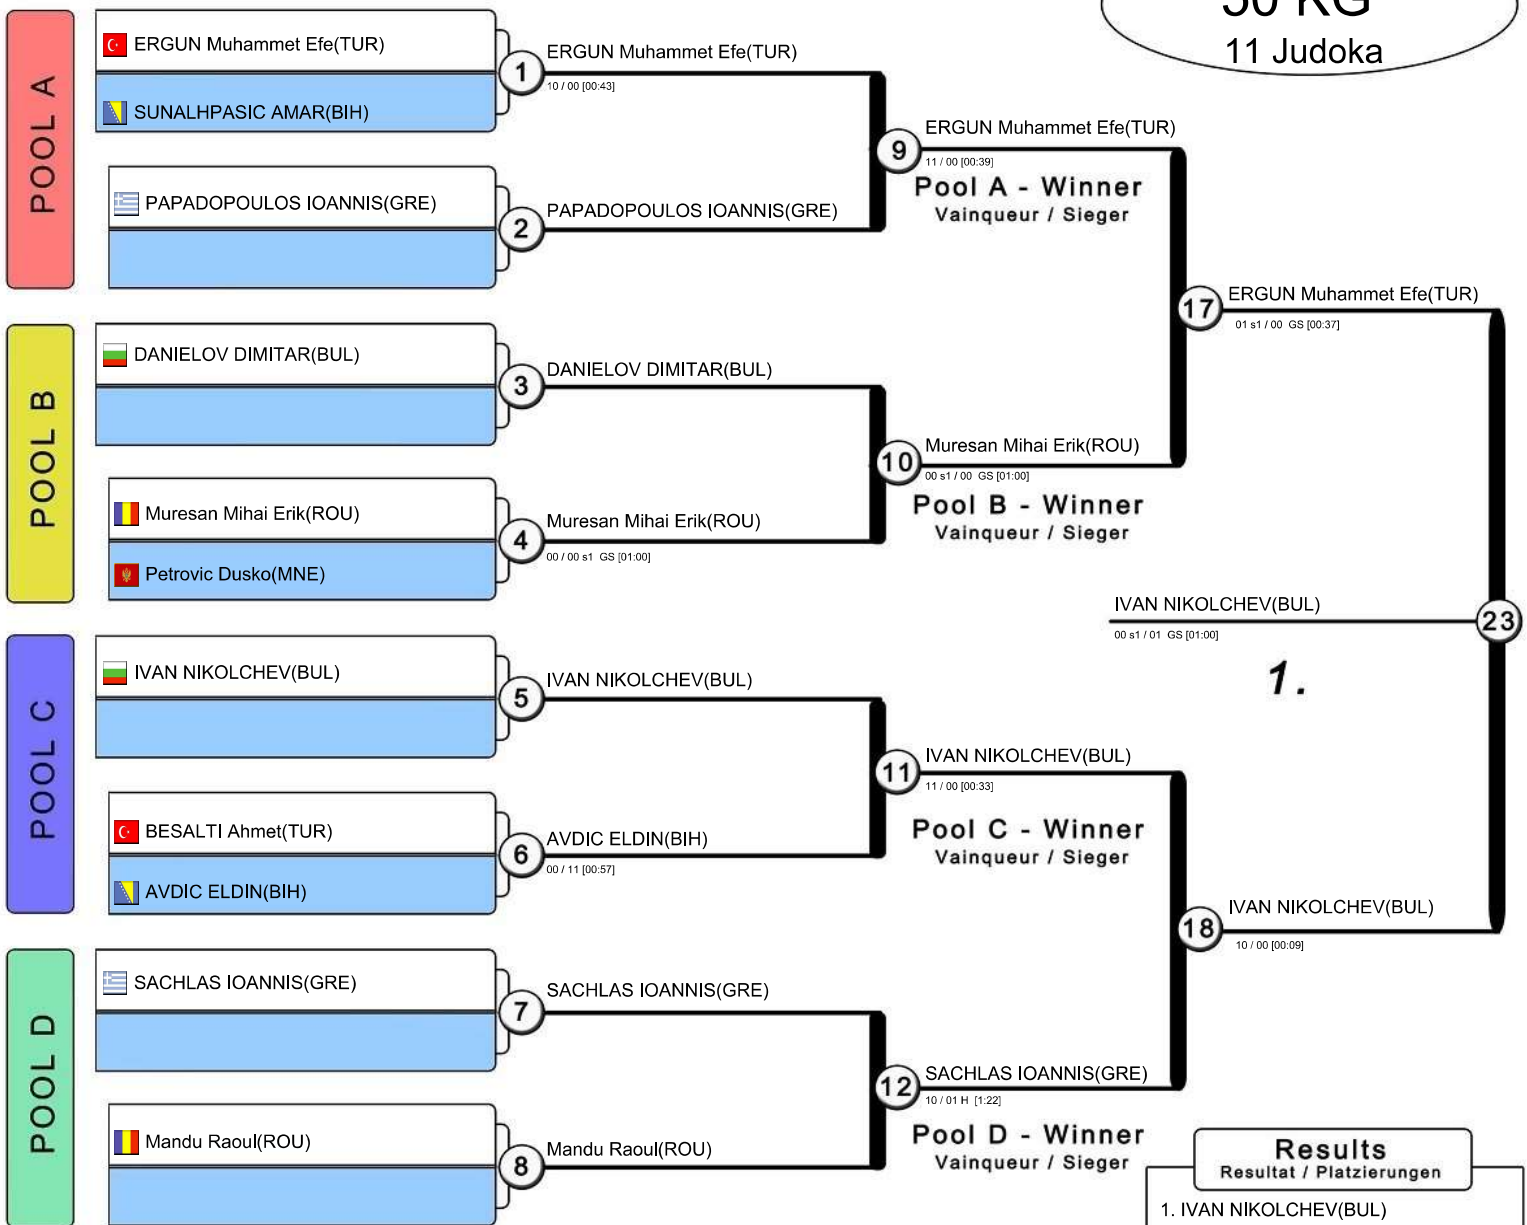 50 KG
11 Judoka
POOL A
ERGUN Muhammet Efe(TUR)
SUNALHPASIC AMAR(BIH)
1
ERGUN Muhammet Efe(TUR)
10 / 00 [00:43]
PAPADOPOULOS IOANNIS(GRE)
2
PAPADOPOULOS IOANNIS(GRE)
9
ERGUN Muhammet Efe(TUR)
11 / 00 [00:39]
Pool A - Winner
Vainqueur / Sieger
POOL B
DANIELOV DIMITAR(BUL)
3
DANIELOV DIMITAR(BUL)
Muresan Mihai Erik(ROU)
Petrovic Dusko(MNE)
4
Muresan Mihai Erik(ROU)
00 / 00 s1 GS [01:00]
10
Muresan Mihai Erik(ROU)
00 s1 / 00 GS [01:00]
Pool B - Winner
Vainqueur / Sieger
17
ERGUN Muhammet Efe(TUR)
01 s1 / 00 GS [00:37]
POOL C
IVAN NIKOLCHEV(BUL)
5
IVAN NIKOLCHEV(BUL)
BESALTI Ahmet(TUR)
AVDIC ELDIN(BIH)
6
AVDIC ELDIN(BIH)
00 / 11 [00:57]
11
IVAN NIKOLCHEV(BUL)
11 / 00 [00:33]
Pool C - Winner
Vainqueur / Sieger
POOL D
SACHLAS IOANNIS(GRE)
7
SACHLAS IOANNIS(GRE)
Mandu Raoul(ROU)
8
Mandu Raoul(ROU)
12
SACHLAS IOANNIS(GRE)
10 / 01 H [1:22]
Pool D - Winner
Vainqueur / Sieger
18
IVAN NIKOLCHEV(BUL)
10 / 00 [00:09]
23
IVAN NIKOLCHEV(BUL)
00 s1 / 01 GS [01:00]
1.
Results
Resultat / Platzierungen
1. IVAN NIKOLCHEV(BUL)